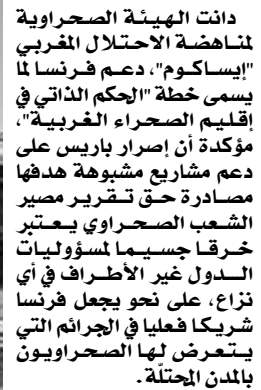 دانت الهيئة الصحراوية
لمناهضة الاحتلال المغربي
"إيساكوم"، دعم فرنسا لما
يسمى خطة "الحكم الذاتي في
إقليم الصحراء الغربية"،
مؤكدة أن إصرار باريس على
دعم مشاريع مشبوهة هدفها
مصادرة حق تقرير مصير
الشعب الصحراوي يعتبر
خرقا جسيما لمسؤوليات
الدول غير الأطراف في أي
نزاع، على نحو يجعل فرنسا
شريكا فعليا في الجرائم التي
يتعرض لها الصحراويون
بالمدن المحتلّة.